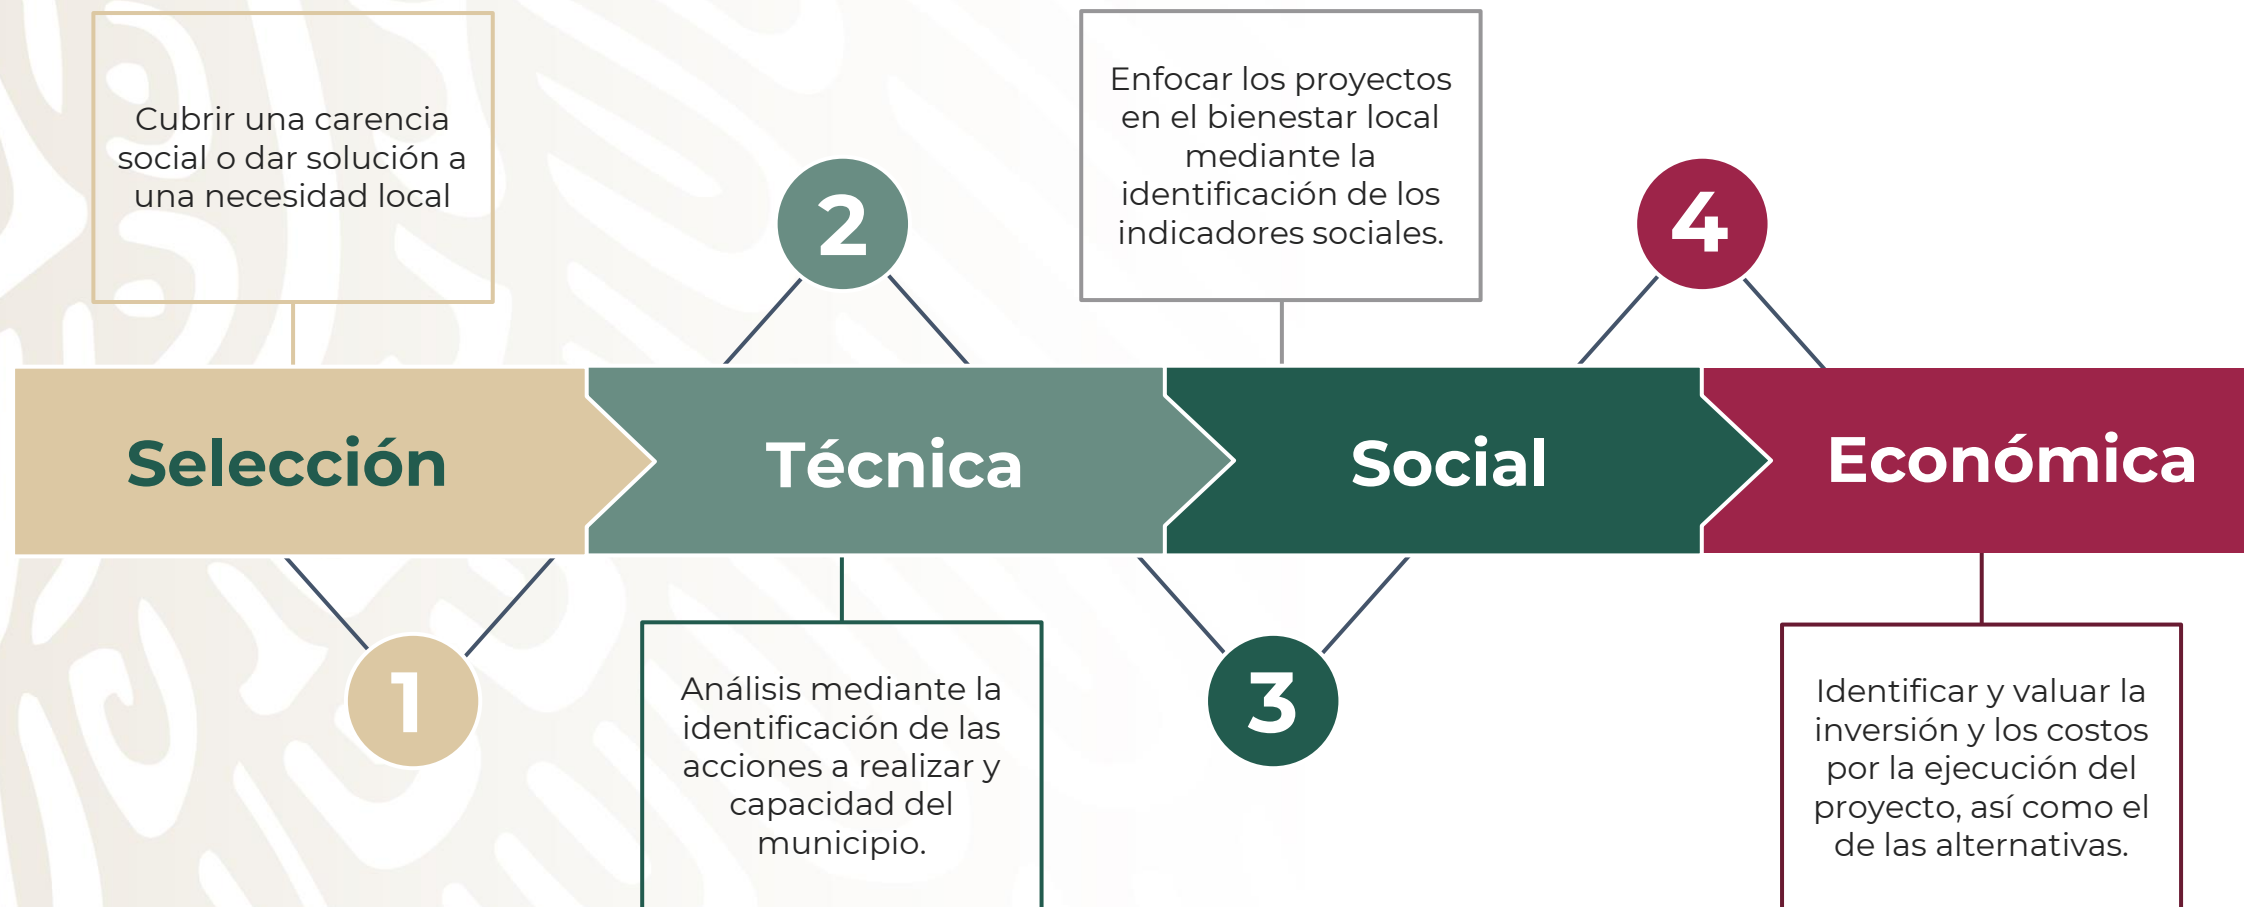 Cubrir una carencia
social o dar solución a
una necesidad local
2
Enfocar los proyectos
en el bienestar local
mediante la
identificación de los
indicadores sociales.
4
Selección
Técnica
Social
Económica
1
Análisis mediante la
identificación de las
acciones a realizar y
capacidad del
municipio.
3
Identificar y valuar la
inversión y los costos
por la ejecución del
proyecto, así como el
de las alternativas.